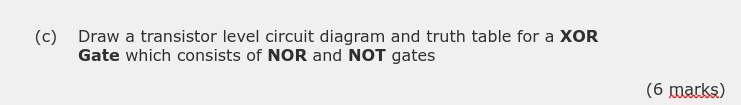 (c) Draw a transistor level circuit diagram and truth table for a XOR
Gate which consists of NOR and NOT gates
(6 marks)